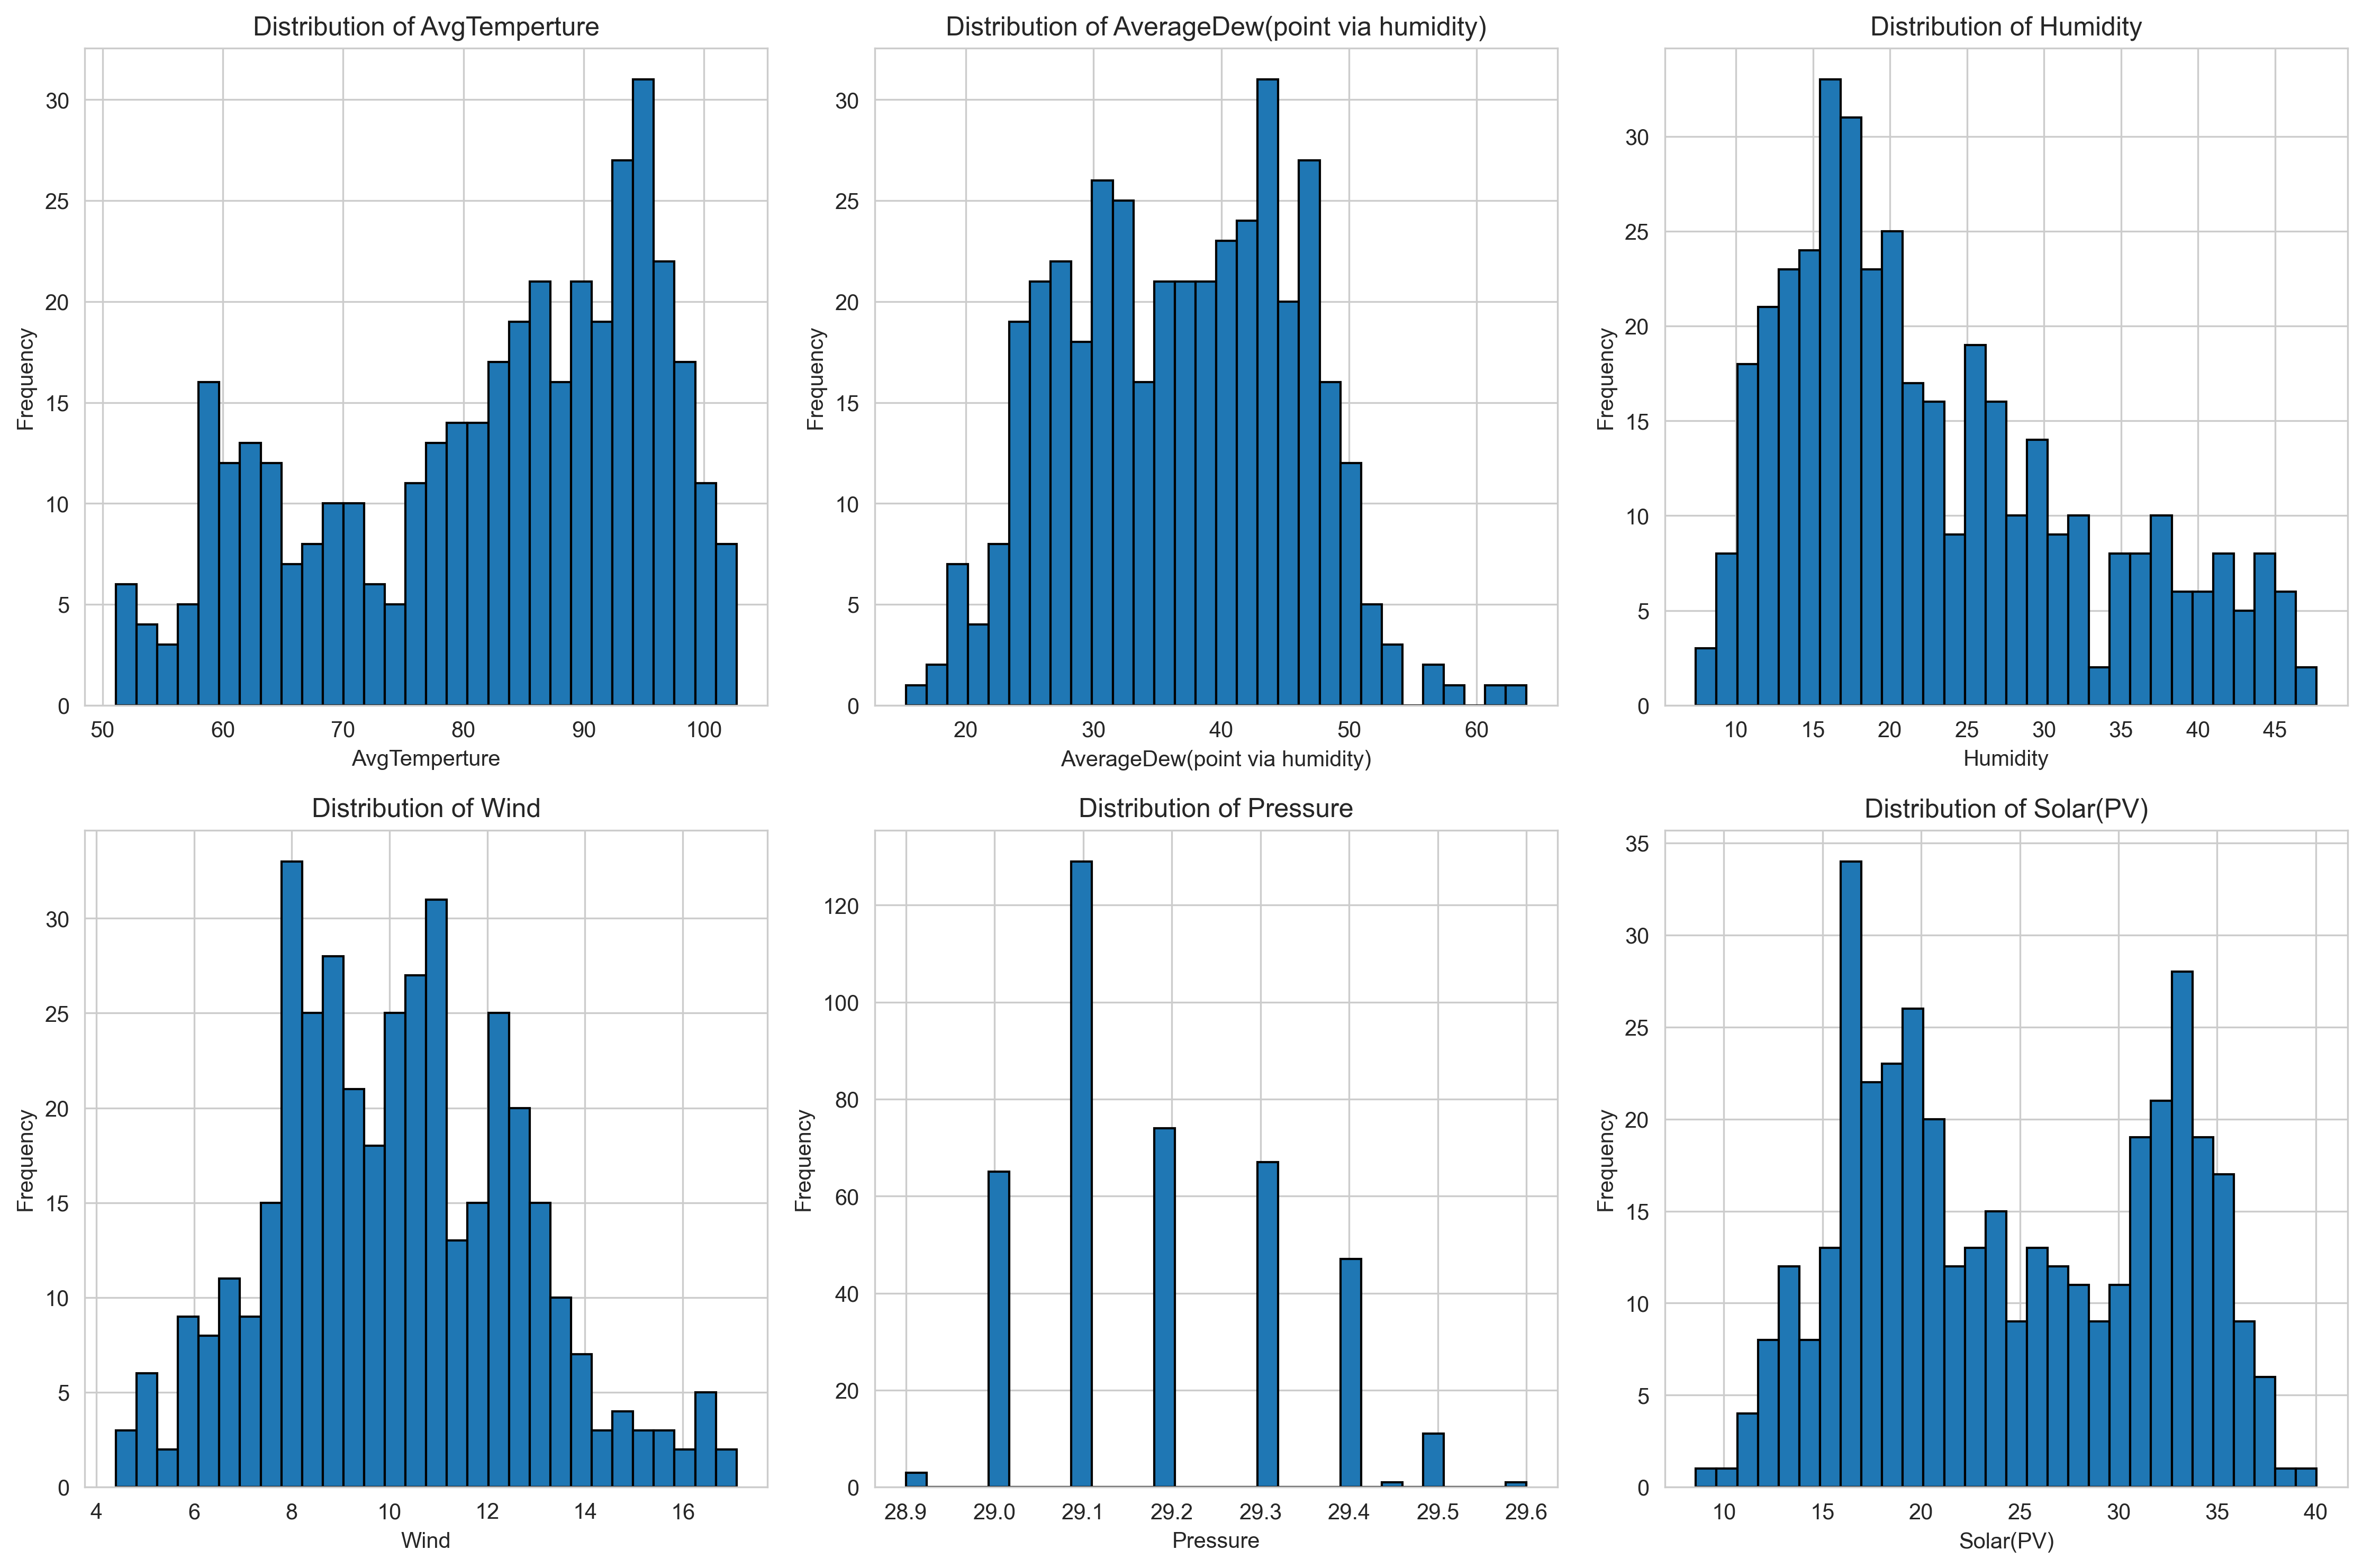 Distribution of AvgTemperture
30
25
20
15
10
5
0
Frequency
50 60 70 80 90 100
AvgTemperture
Distribution of AverageDew(point via humidity)
30
25
20
15
10
5
0
Frequency
20 30 40 50 60
AverageDew(point via humidity)
Distribution of Humidity
30
25
20
15
10
5
0
Frequency
10 15 20 25 30 35 40 45
Humidity
Distribution of Wind
30
25
20
15
10
5
0
Frequency
4 6 8 10 12 14 16
Wind
Distribution of Pressure
120
100
80
60
40
20
0
Frequency
28.9 29.0 29.1 29.2 29.3 29.4 29.5 29.6
Pressure
Distribution of Solar(PV)
35
30
25
20
15
10
5
0
Frequency
10 15 20 25 30 35 40
Solar(PV)